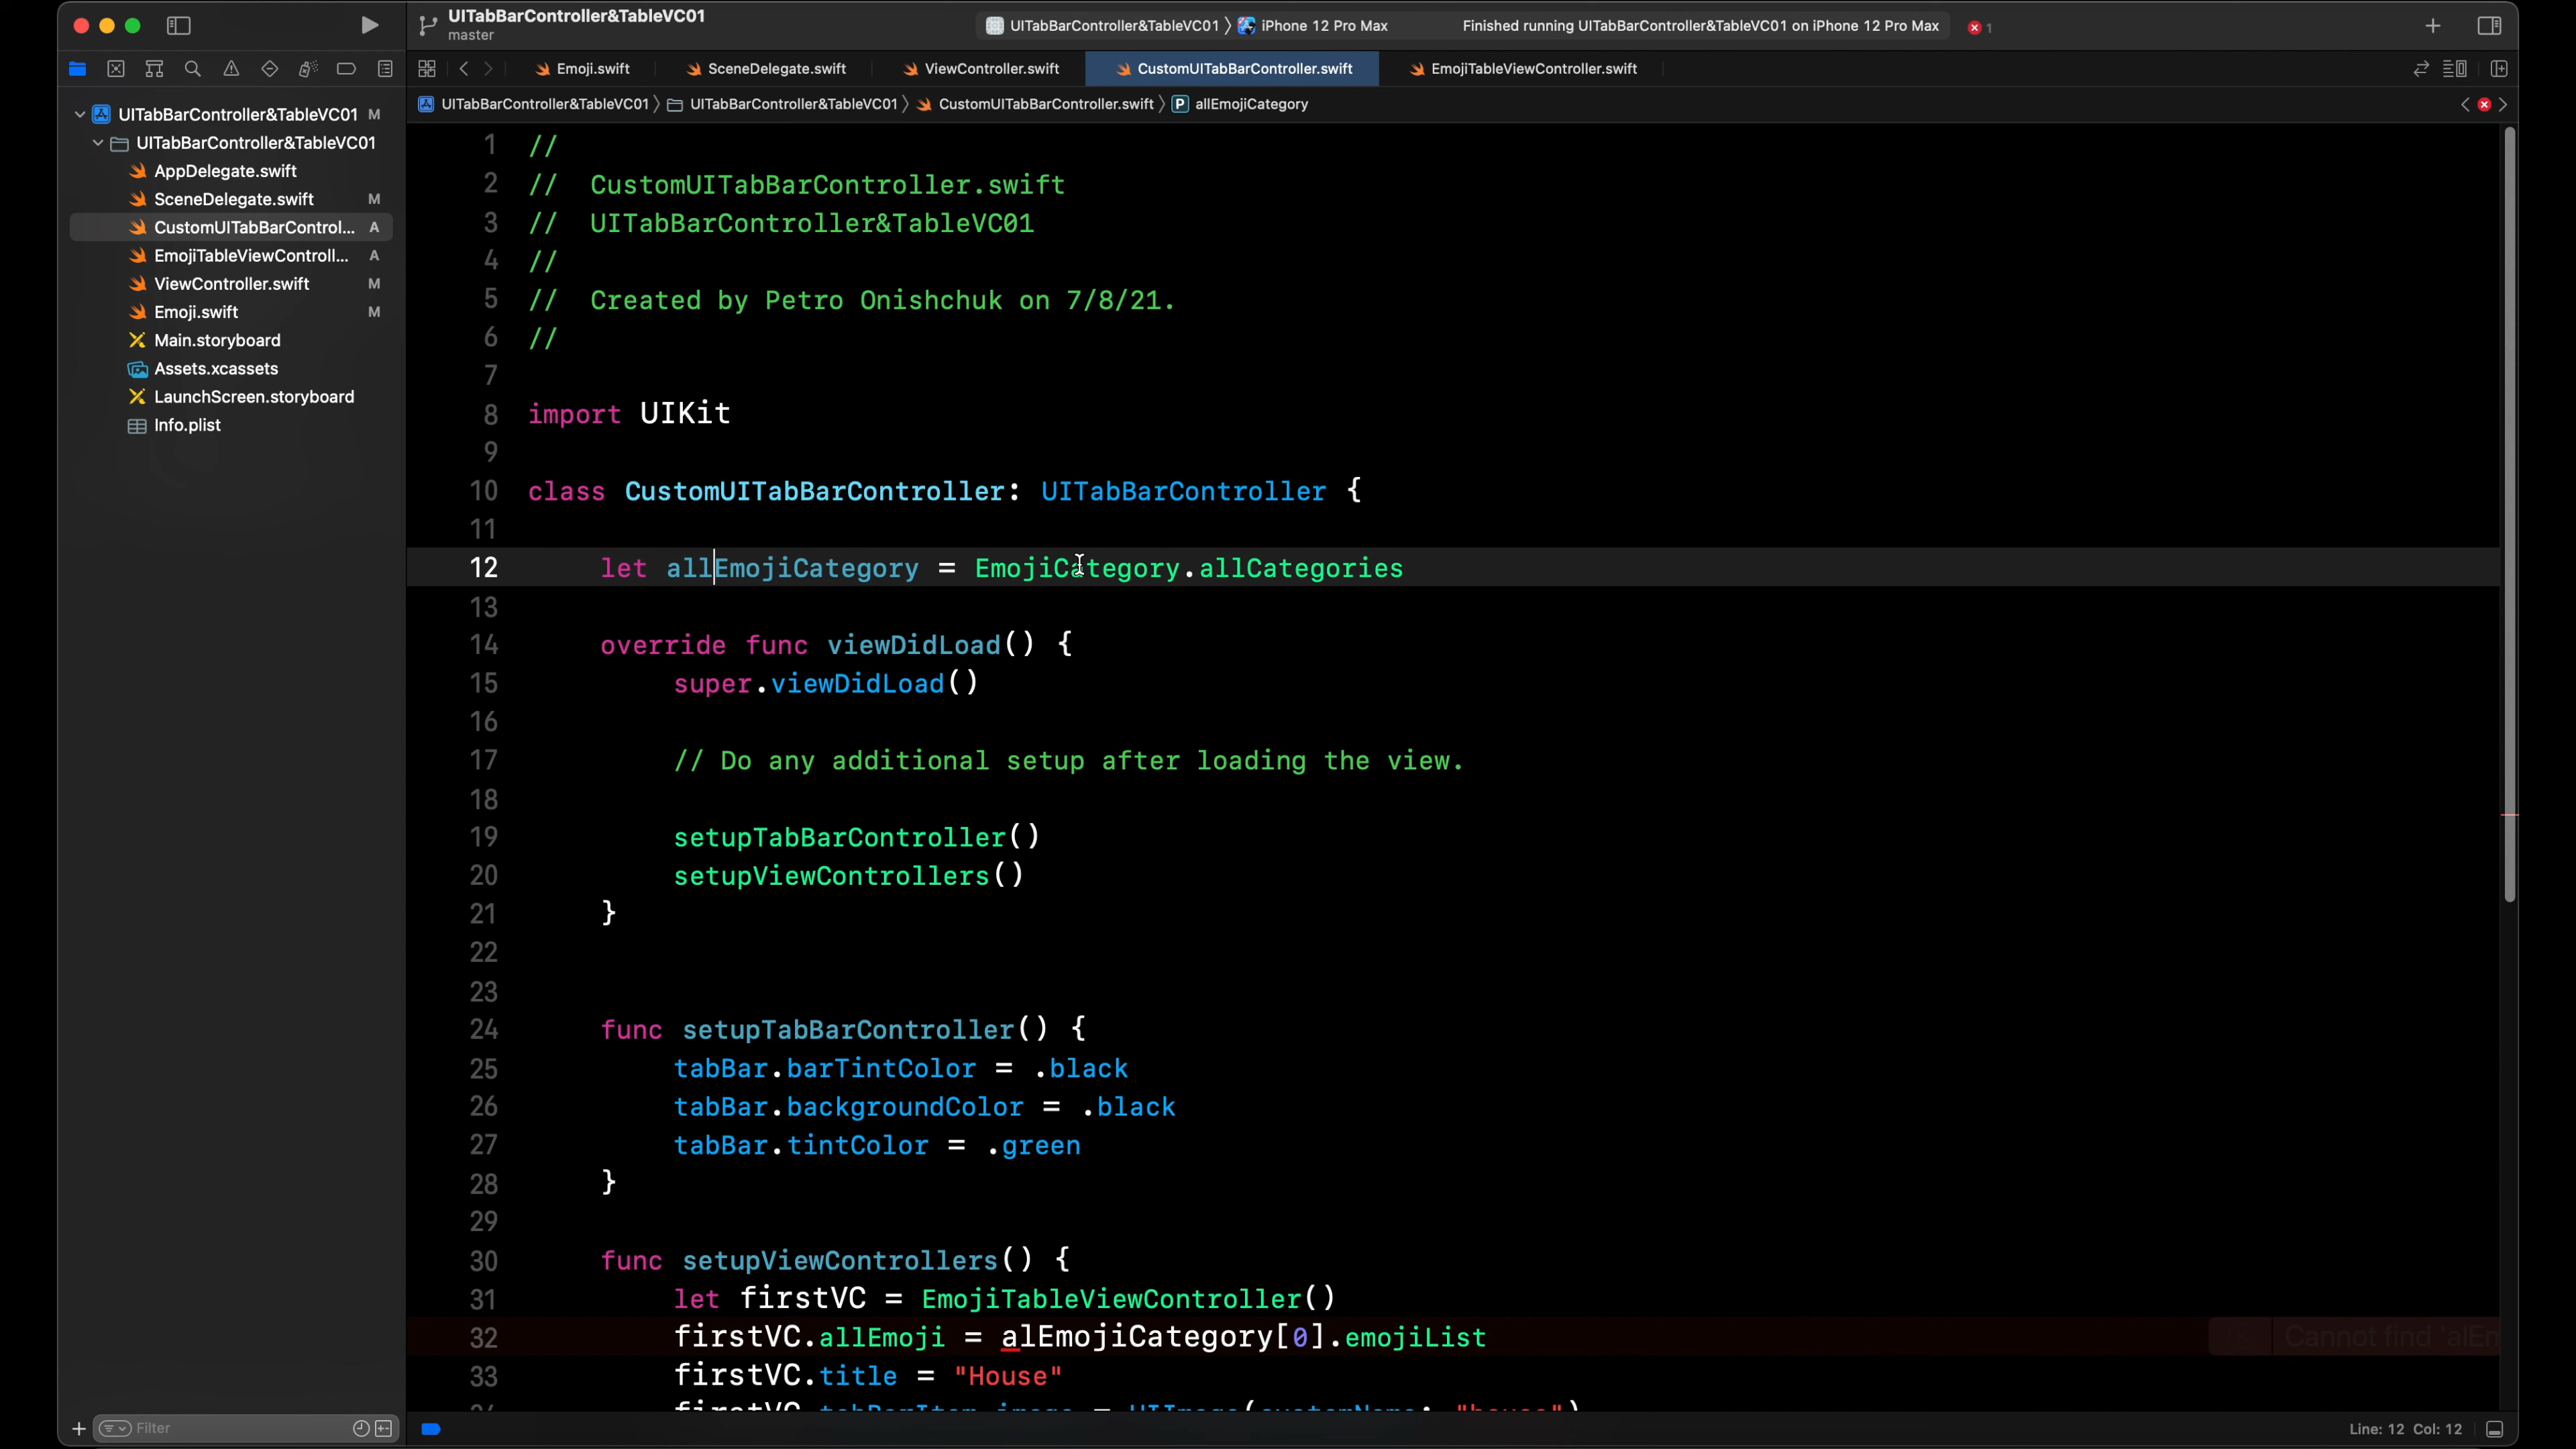 UITabBarController&TableVC01
master
UITabBarController&TableVC01 〉 iPhone 12 Pro Max
Finished running UITabBarController&TableVC01 on iPhone 12 Pro Max
1
Emoji.swift
SceneDelegate.swift
ViewController.swift
CustomUITabBarController.swift
EmojiTableViewController.swift
UITabBarController&TableVC01 〉 UITabBarController&TableVC01 〉 CustomUITabBarController.swift 〉 P allEmojiCategory
UITabBarController&TableVC01 M
UITabBarController&TableVC01
AppDelegate.swift
SceneDelegate.swift M
CustomUITabBarControl... A
EmojiTableViewControll... A
ViewController.swift M
Emoji.swift M
Main.storyboard
Assets.xcassets
LaunchScreen.storyboard
Info.plist
1 //
2 // CustomUITabBarController.swift
3 // UITabBarController&TableVC01
4 //
5 // Created by Petro Onishchuk on 7/8/21.
6 //
7
8 import UIKit
9
10 class CustomUITabBarController: UITabBarController {
11
12 let allEmojiCategory = EmojiCategory.allCategories
13
14 override func viewDidLoad() {
15 super.viewDidLoad()
16
17 // Do any additional setup after loading the view.
18
19 setupTabBarController()
20 setupViewControllers()
21 }
22
23
24 func setupTabBarController() {
25 tabBar.barTintColor = .black
26 tabBar.backgroundColor = .black
27 tabBar.tintColor = .green
28 }
29
30 func setupViewControllers() {
31 let firstVC = EmojiTableViewController()
32 firstVC.allEmoji = alEmojiCategory[0].emojiList Cannot find 'alEm
33 firstVC.title = "House"
Filter
Line: 12 Col: 12